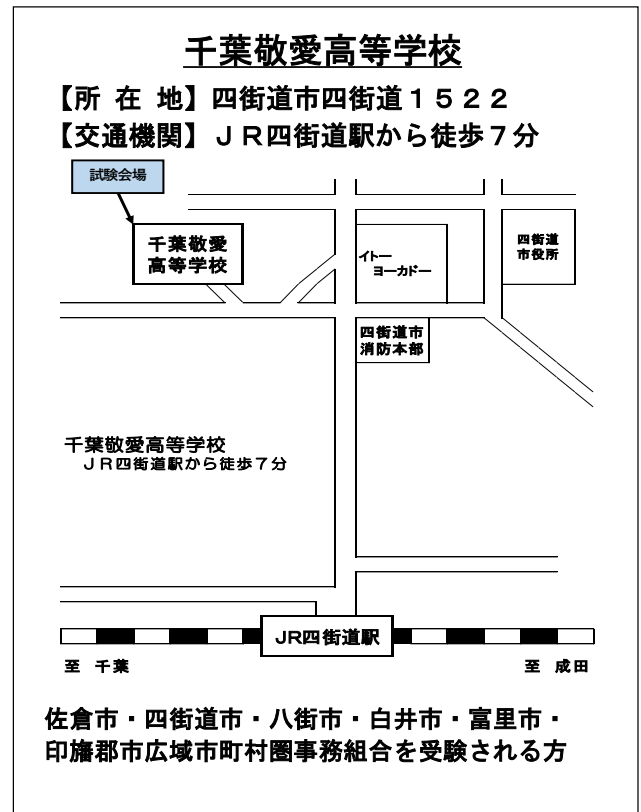 千葉敬愛高等学校
【所 在 地】四街道市四街道１５２２
【交通機関】ＪＲ四街道駅から徒歩７分
試験会場
千葉敬愛
高等学校
イトー
ヨーカドー
四街道
市役所
四街道市
消防本部
千葉敬愛高等学校
ＪＲ四街道駅から徒歩７分
JR四街道駅
至 千葉
至 成田
佐倉市・四街道市・八街市・白井市・富里市・
印旛郡市広域市町村圏事務組合を受験される方